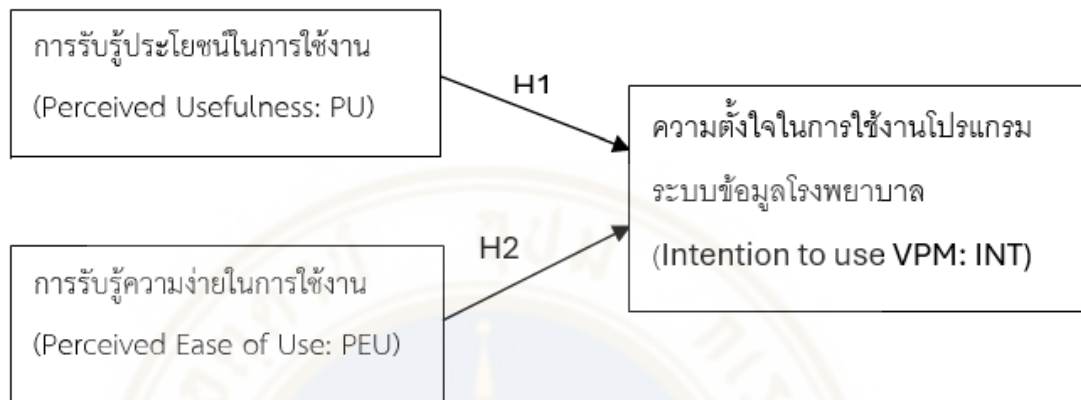 การรับรู้ประโยชน์ในการใช้งาน
(Perceived Usefulness: PU)
H1
ความตั้งใจในการใช้งานโปรแกรม
ระบบข้อมูลโรงพยาบาล
(Intention to use VPM: INT)
H2
การรับรู้ความง่ายในการใช้งาน
(Perceived Ease of Use: PEU)